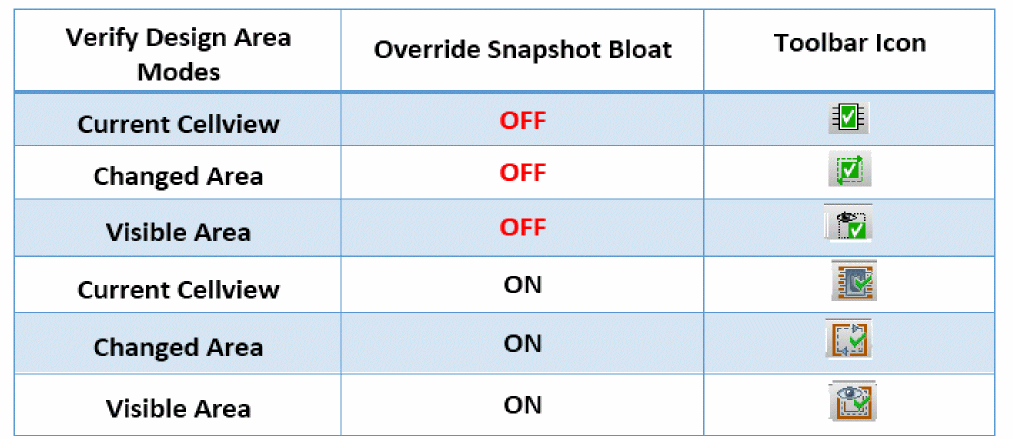 Verify Design Area
Modes
Override Snapshot Bloat
Toolbar Icon
Current Cellview
OFF
Changed Area
OFF
Visible Area
OFF
Current Cellview
ON
Changed Area
ON
Visible Area
ON